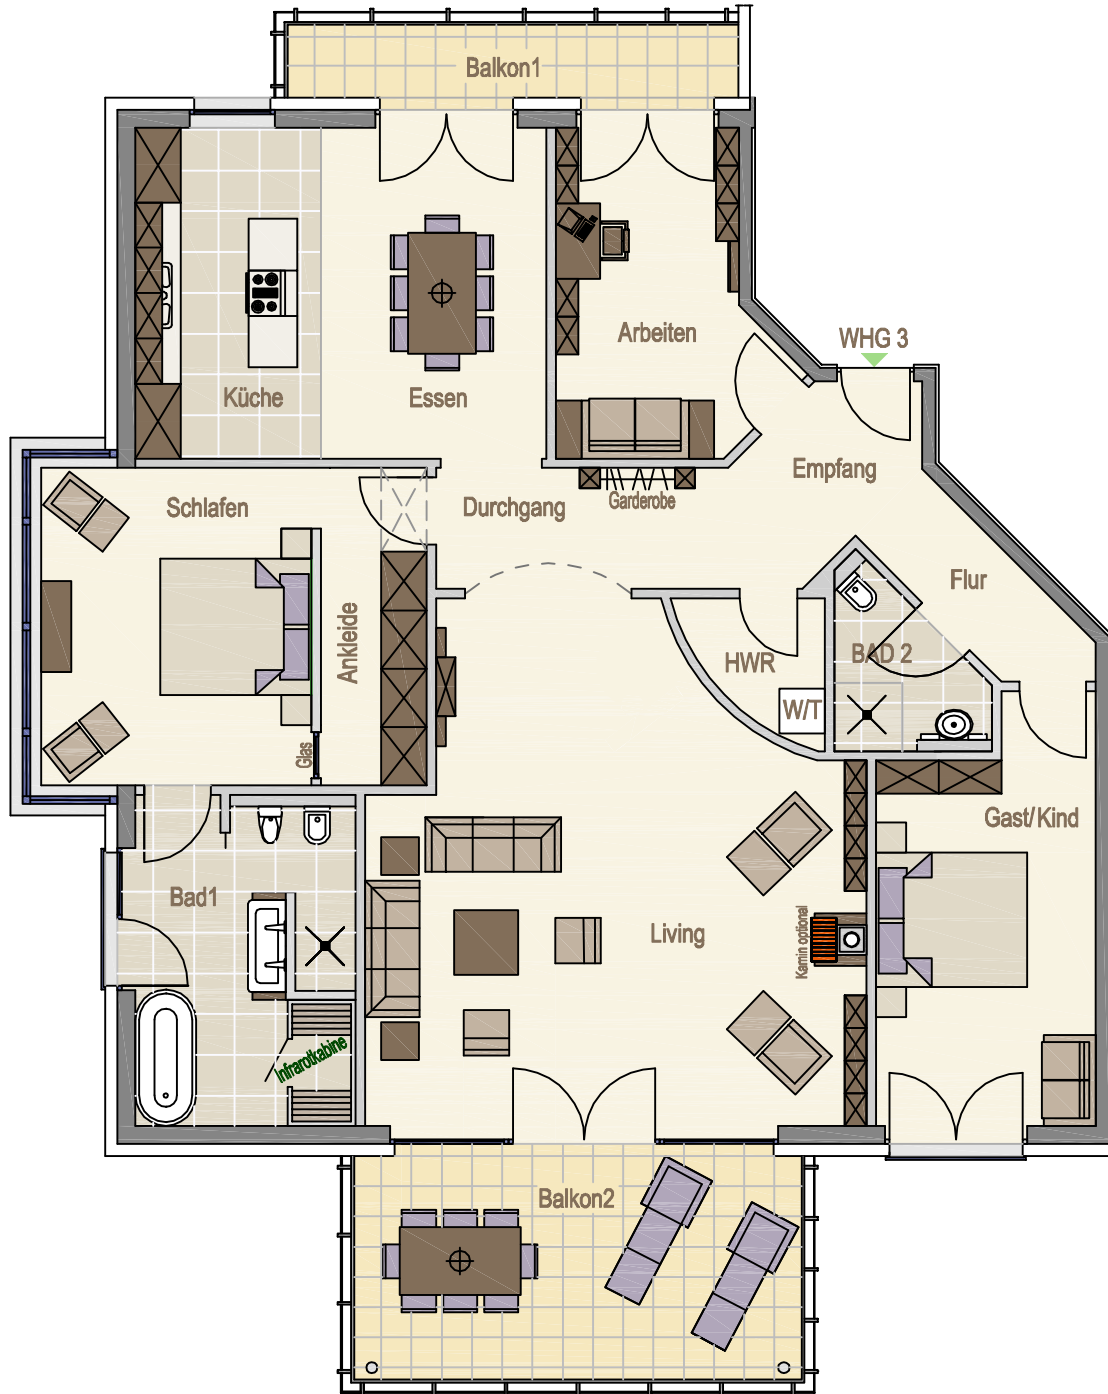 Balkon1
Arbeiten
WHG 3
Küche
Essen
Empfang
Schlafen
Durchgang
Garderobe
Flur
Ankleide
HWR
BAD 2
W/T
Glas
Gast/Kind
Bad1
Living
Kamin optional
Infrarotkabine
Balkon2